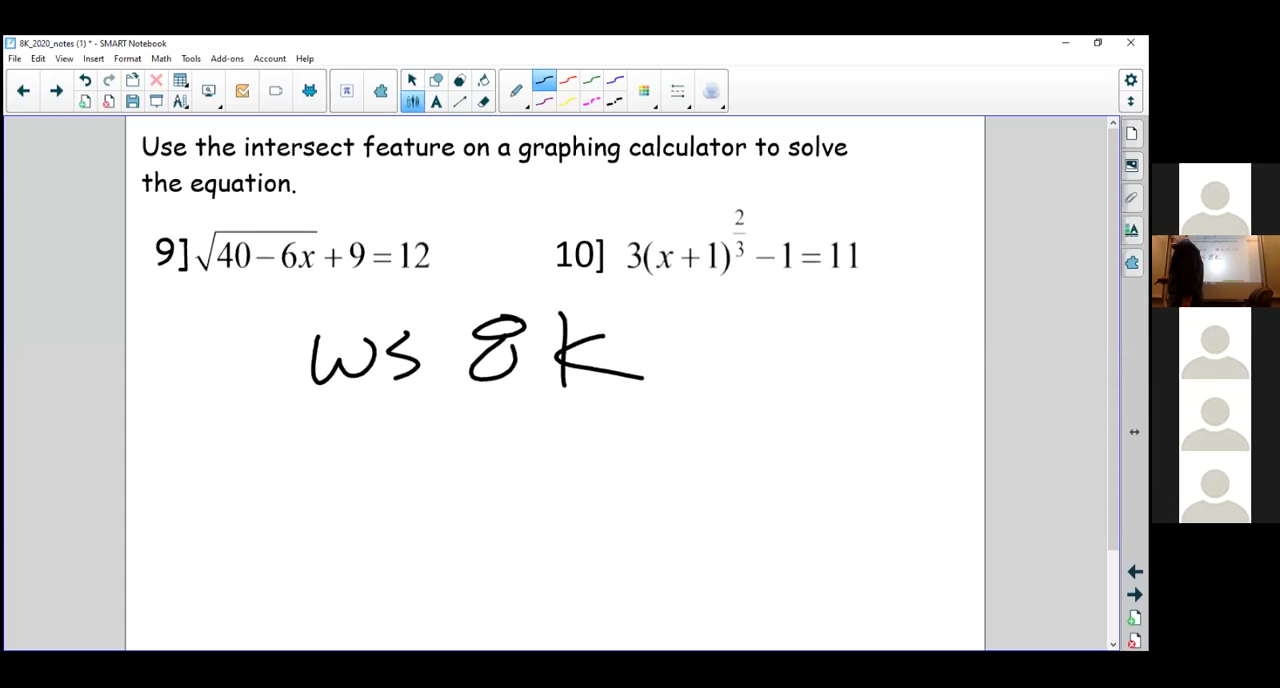 8K_2020_notes (1) * - SMART Notebook
File Edit View Insert Format Math Tools Add-ons Account Help
Use the intersect feature on a graphing calculator to solve
the equation.
9] √(40 – 6x) + 9 = 12
10] 3(x + 1)^(2/3) – 1 = 11
WS 8K